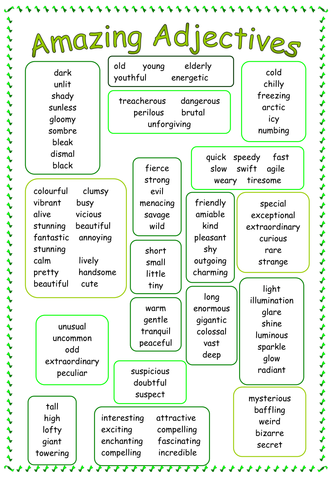 Amazing Adjectives
dark
unlit
shady
sunless
gloomy
sombre
bleak
dismal
black
old young elderly
youthful energetic
cold
chilly
freezing
arctic
icy
numbing
treacherous dangerous
perilous brutal
unforgiving
quick speedy fast
slow swift agile
weary tiresome
fierce
strong
evil
menacing
savage
wild
colourful clumsy
vibrant busy
alive vicious
stunning beautiful
fantastic annoying
stunning
calm lively
pretty handsome
beautiful cute
friendly
amiable
kind
pleasant
shy
outgoing
charming
special
exceptional
extraordinary
curious
rare
strange
short
small
little
tiny
warm
gentle
tranquil
peaceful
long
enormous
gigantic
colossal
vast
deep
light
illumination
glare
shine
luminous
sparkle
glow
radiant
unusual
uncommon
odd
extraordinary
peculiar
suspicious
doubtful
suspect
mysterious
baffling
weird
bizarre
secret
tall
high
lofty
giant
towering
interesting attractive
exciting compelling
enchanting fascinating
compelling incredible